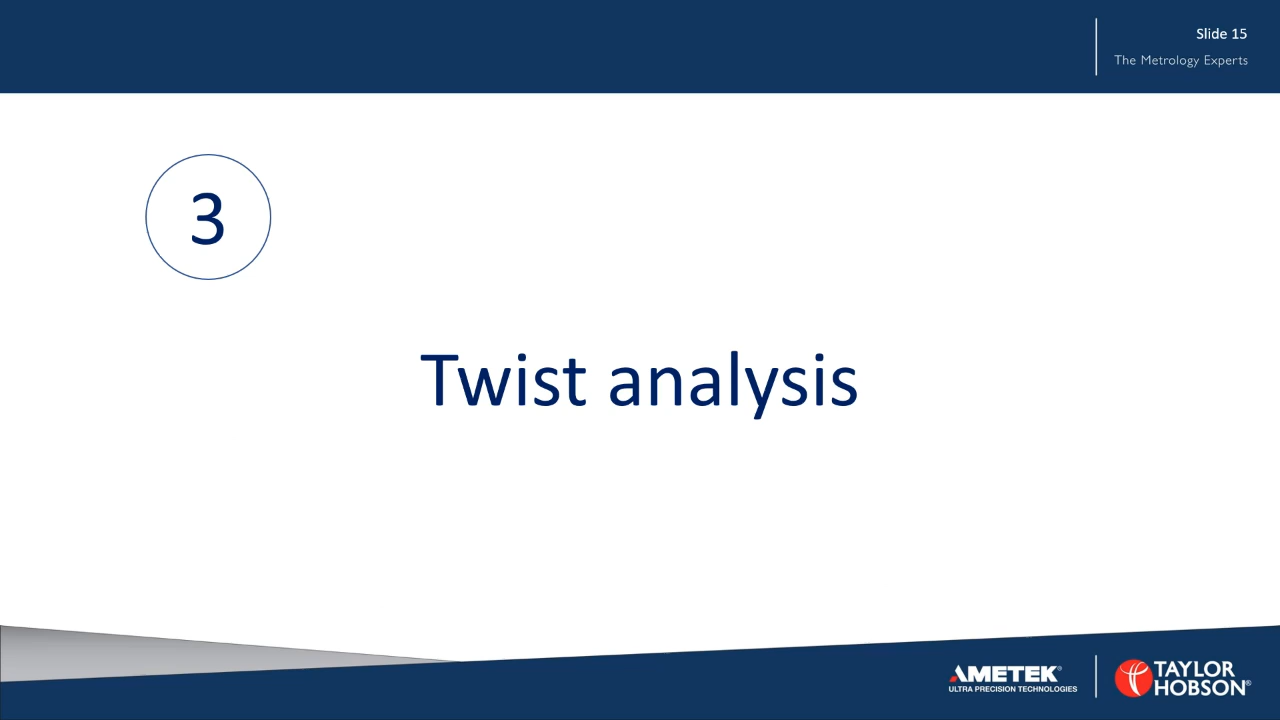 Slide 15
The Metrology Experts
3
Twist analysis
AMETEK®
ULTRA PRECISION TECHNOLOGIES
TAYLOR
HOBSON®